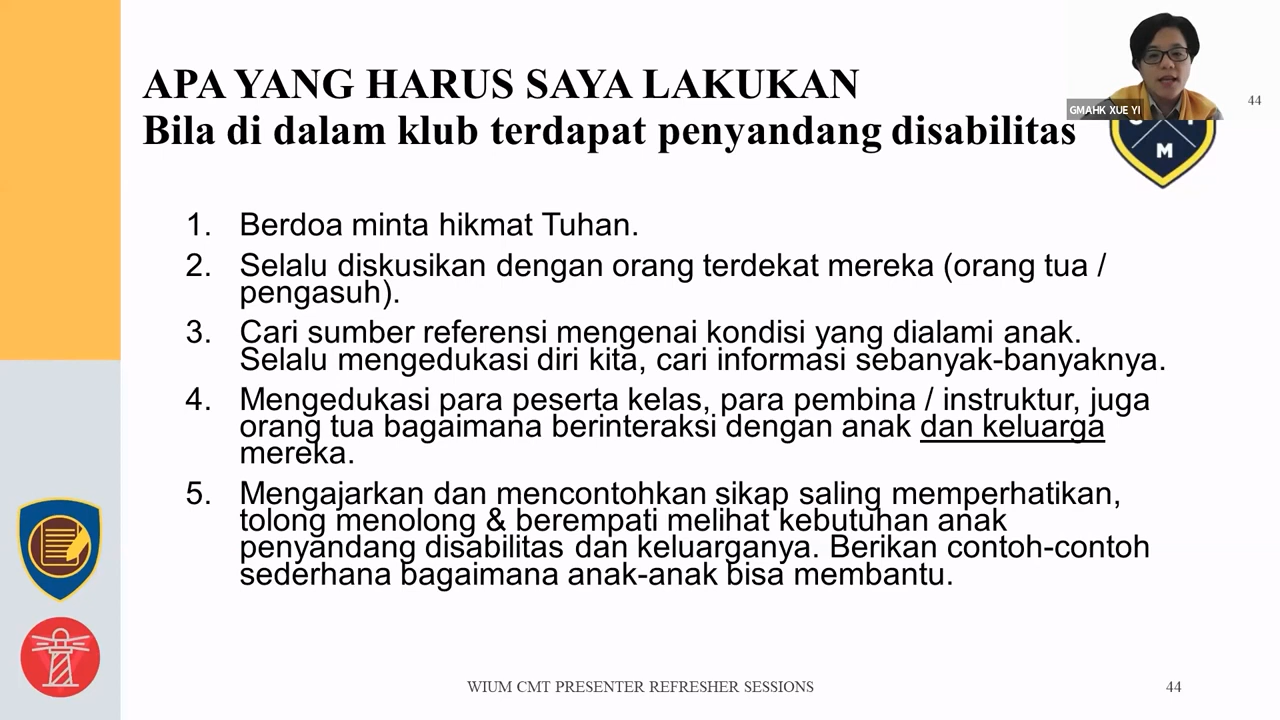 APA YANG HARUS SAYA LAKUKAN
Bila di dalam klub terdapat penyandang disabilitas
GMAHK XUE YI
44
M
1. Berdoa minta hikmat Tuhan.
2. Selalu diskusikan dengan orang terdekat mereka (orang tua /
pengasuh).
3. Cari sumber referensi mengenai kondisi yang dialami anak.
Selalu mengedukasi diri kita, cari informasi sebanyak-banyaknya.
4. Mengedukasi para peserta kelas, para pembina / instruktur, juga
orang tua bagaimana berinteraksi dengan anak dan keluarga
mereka.
5. Mengajarkan dan mencontohkan sikap saling memperhatikan,
tolong menolong & berempati melihat kebutuhan anak
penyandang disabilitas dan keluarganya. Berikan contoh-contoh
sederhana bagaimana anak-anak bisa membantu.
WIUM CMT PRESENTER REFRESHER SESSIONS
44